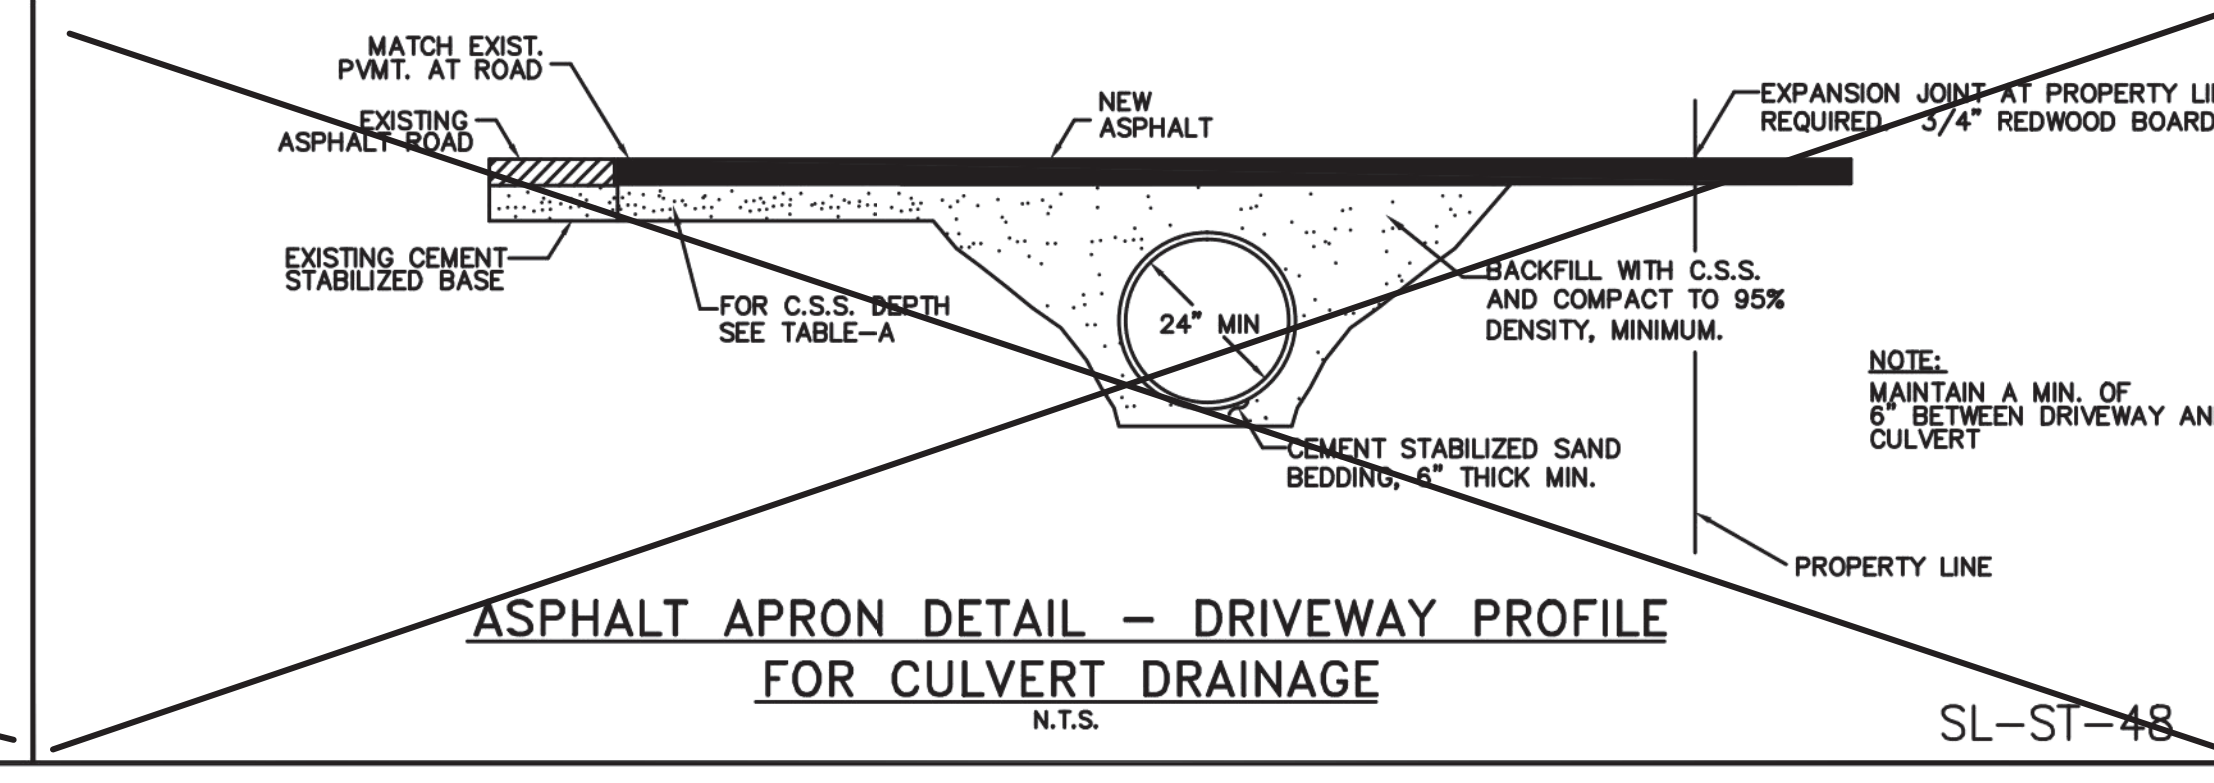 MATCH EXIST.
PVMT. AT ROAD
EXISTING
ASPHALT ROAD
NEW
ASPHALT
EXPANSION JOINT AT PROPERTY
REQUIRED. 3/4" REDWOOD BOARD
EXISTING CEMENT
STABILIZED BASE
FOR C.S.S. DEPTH
SEE TABLE-A
24" MIN
BACKFILL WITH C.S.S.
AND COMPACT TO 95%
DENSITY, MINIMUM.
NOTE:
MAINTAIN A MIN. OF
6" BETWEEN DRIVEWAY
CULVERT
CEMENT STABILIZED SAND
BEDDING, 6" THICK MIN.
PROPERTY LINE
ASPHALT APRON DETAIL - DRIVEWAY PROFILE
FOR CULVERT DRAINAGE
N.T.S.
SL-ST-48